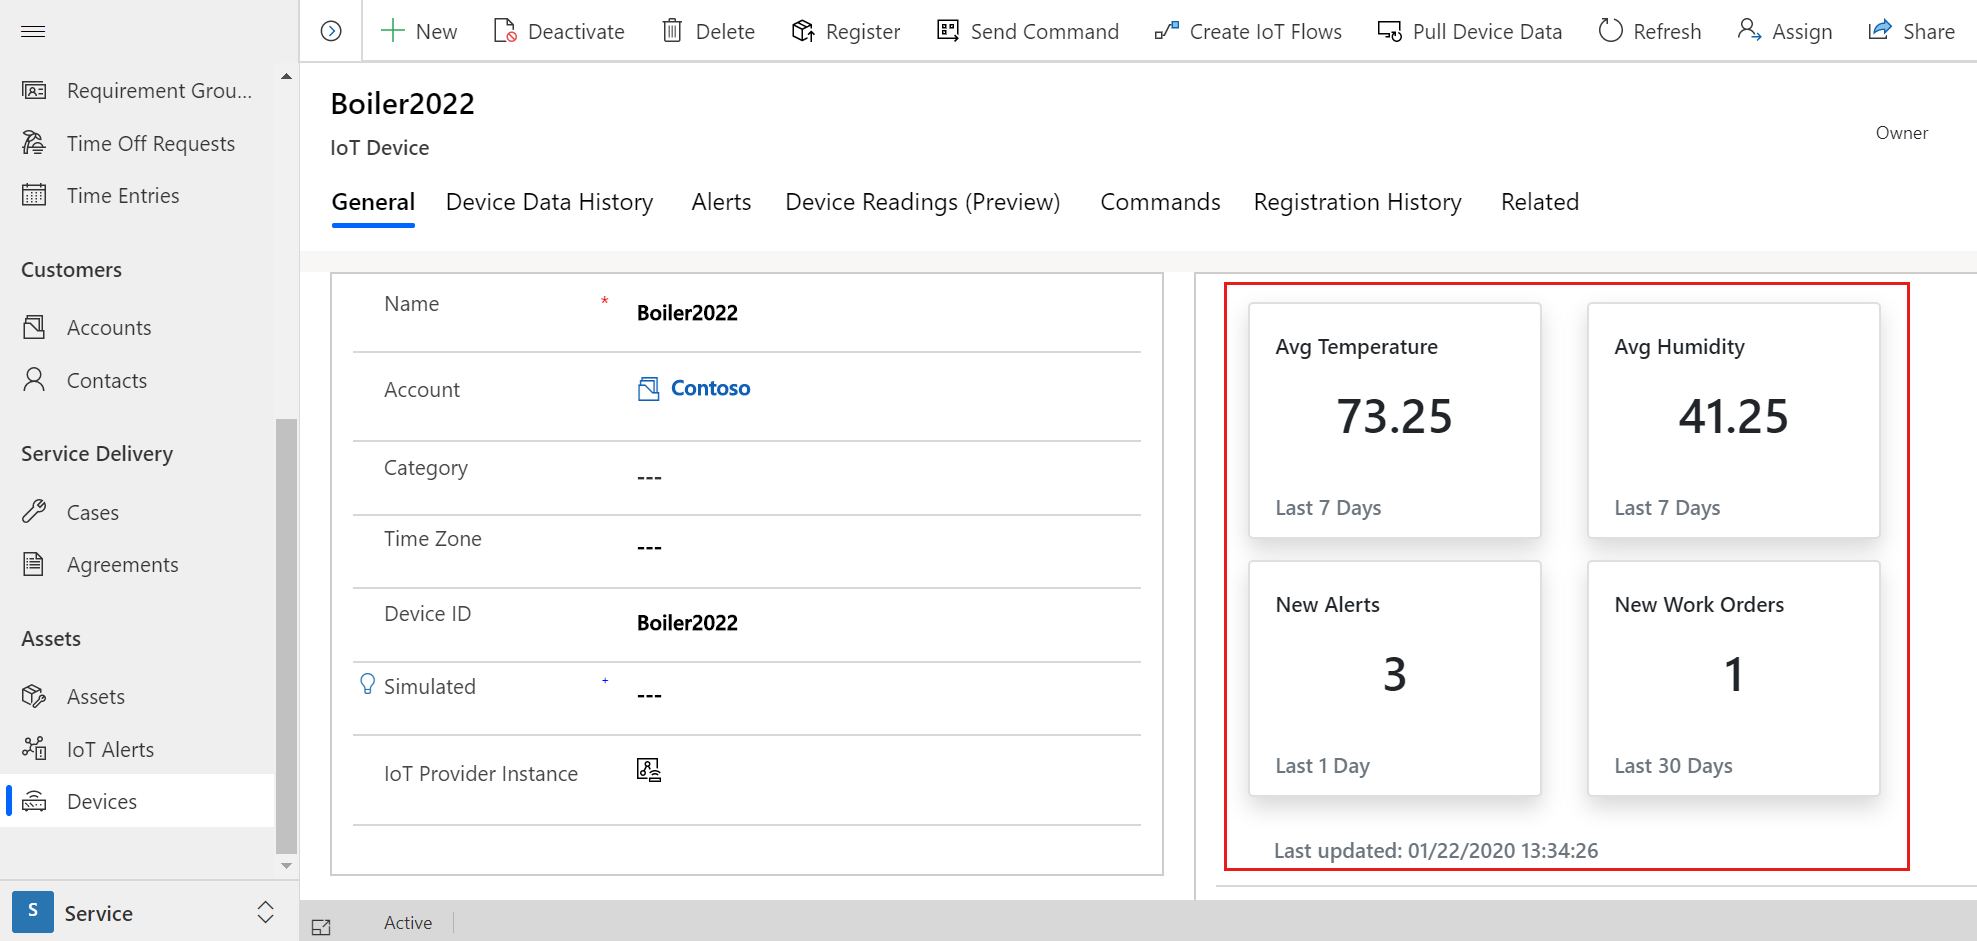 New
Deactivate
Delete
Register
Send Command
Create IoT Flows
Pull Device Data
Refresh
Assign
Share
Requirement Grou...
Time Off Requests
Time Entries
Customers
Accounts
Contacts
Service Delivery
Cases
Agreements
Assets
Assets
IoT Alerts
Devices
S
Service
Boiler2022
IoT Device
Owner
General
Device Data History
Alerts
Device Readings (Preview)
Commands
Registration History
Related
Name * Boiler2022
Account Contoso
Category ---
Time Zone ---
Device ID Boiler2022
Simulated + ---
IoT Provider Instance
Avg Temperature
73.25
Last 7 Days
Avg Humidity
41.25
Last 7 Days
New Alerts
3
Last 1 Day
New Work Orders
1
Last 30 Days
Last updated: 01/22/2020 13:34:26
Active